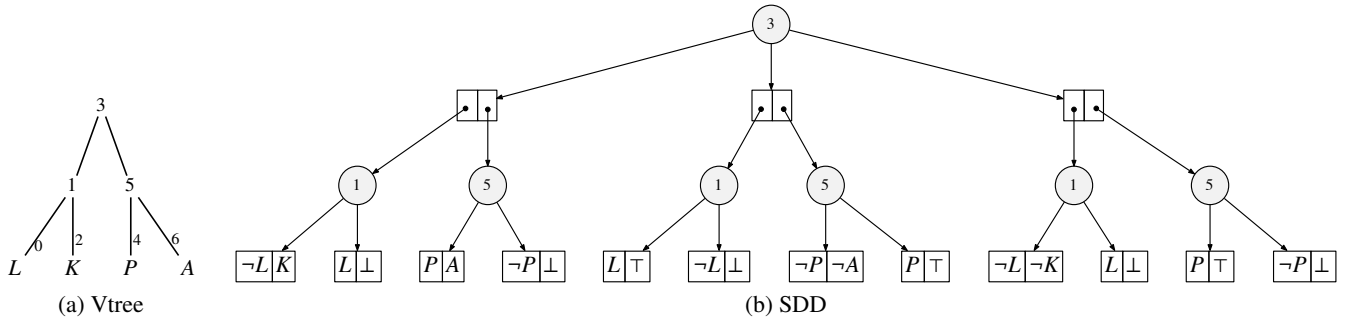 3
3
1 5
1 5 1 5 1 5
0 2 4 6
L K P A
¬L K L ⊥ P A ¬P ⊥ L ⊤ ¬L ⊥ ¬P ¬A P ⊤ ¬L ¬K L ⊥ P ⊤ ¬P ⊥
(a) Vtree (b) SDD